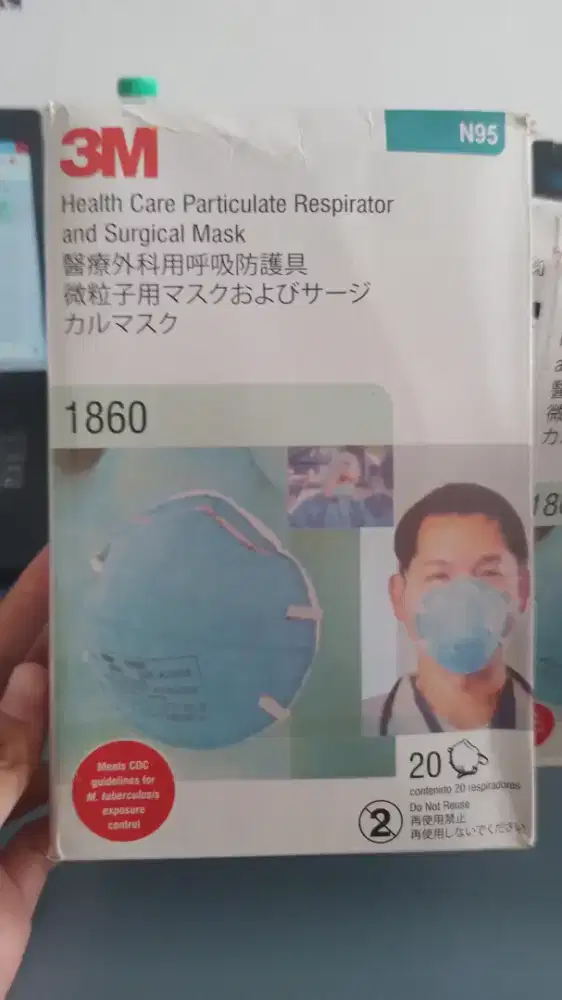 3M
N95
Health Care Particulate Respirator
and Surgical Mask
醫療外科用呼吸防護具
微粒子用マスクおよびサージ
カルマスク
1860
Meets CDC
guidelines for
M. tuberculosis
exposure
control
20
contenido 20 respiradores
2
Do Not Reuse
再使用禁止
再使用しないでください